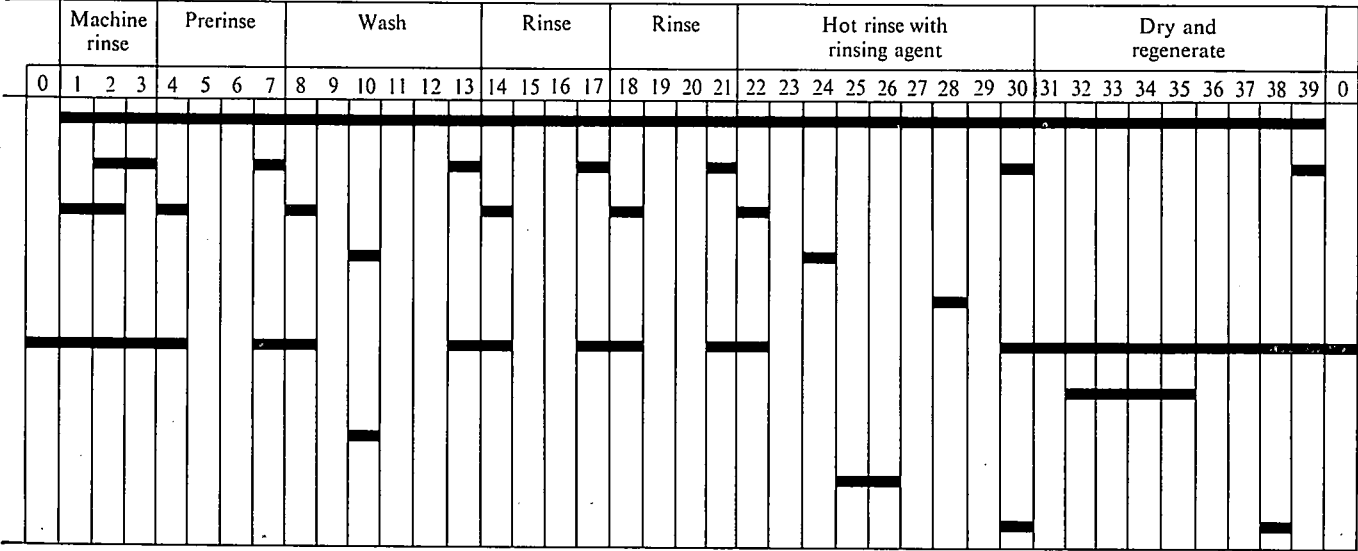 Machine rinse
Prerinse
Wash
Rinse
Rinse
Hot rinse with rinsing agent
Dry and regenerate
0 1 2 3 4 5 6 7 8 9 10 11 12 13 14 15 16 17 18 19 20 21 22 23 24 25 26 27 28 29 30 31 32 33 34 35 36 37 38 39 0